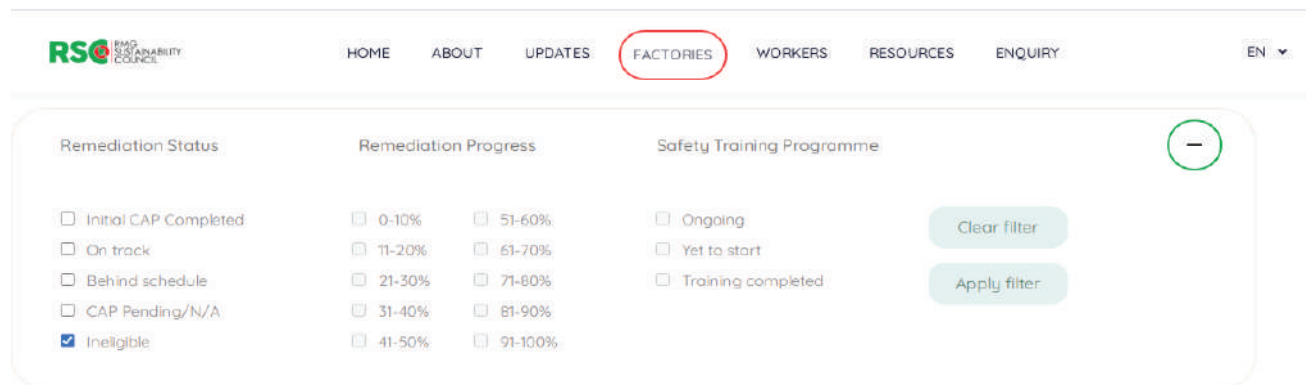 RSC RMG SUSTAINABILITY COUNCIL
HOME ABOUT UPDATES FACTORIES WORKERS RESOURCES ENQUIRY EN
Remediation Status Remediation Progress Safety Training Programme
Initial CAP Completed 0-10% 51-60% Ongoing Clear filter
On track 11-20% 61-70% Yet to start
Behind schedule 21-30% 71-80% Training completed Apply filter
CAP Pending/N/A 31-40% 81-90%
Ineligible 41-50% 91-100%